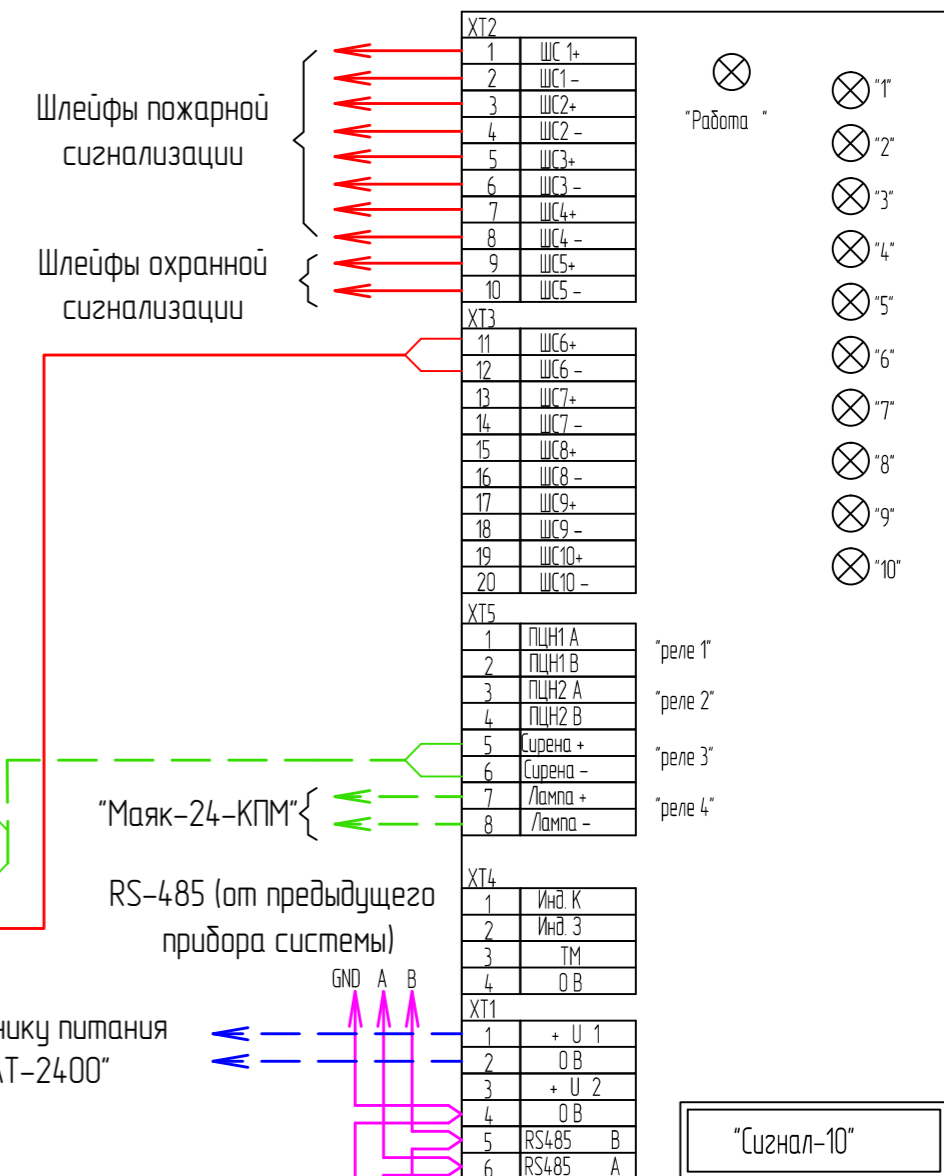 Шлейфы пожарной
сигнализации
Шлейфы охранной
сигнализации
XT2
1 ШС 1+
2 ШС1 –
3 ШС2+
4 ШС2 –
5 ШС3+
6 ШС3 –
7 ШС4+
8 ШС4 –
9 ШС5+
10 ШС5 –
XT3
11 ШС6+
12 ШС6 –
13 ШС7+
14 ШС7 –
15 ШС8+
16 ШС8 –
17 ШС9+
18 ШС9 –
19 ШС10+
20 ШС10 –
"Работа "
"1"
"2"
"3"
"4"
"5"
"6"
"7"
"8"
"9"
"10"
XT5
1 ПЦН1 А
2 ПЦН1 В
3 ПЦН2 А
4 ПЦН2 В
5 Сирена +
6 Сирена –
7 Лампа +
8 Лампа –
"реле 1"
"реле 2"
"реле 3"
"реле 4"
"Маяк–24–КПМ"
RS–485 (от предыдущего
прибора системы)
GND A B
XT4
1 Инд. К
2 Инд. З
3 ТМ
4 0 В
XT1
1 + U 1
2 0 В
3 + U 2
4 0 В
5 RS485 B
6 RS485 A
нику питания
АТ–2400"
"Сигнал–10"